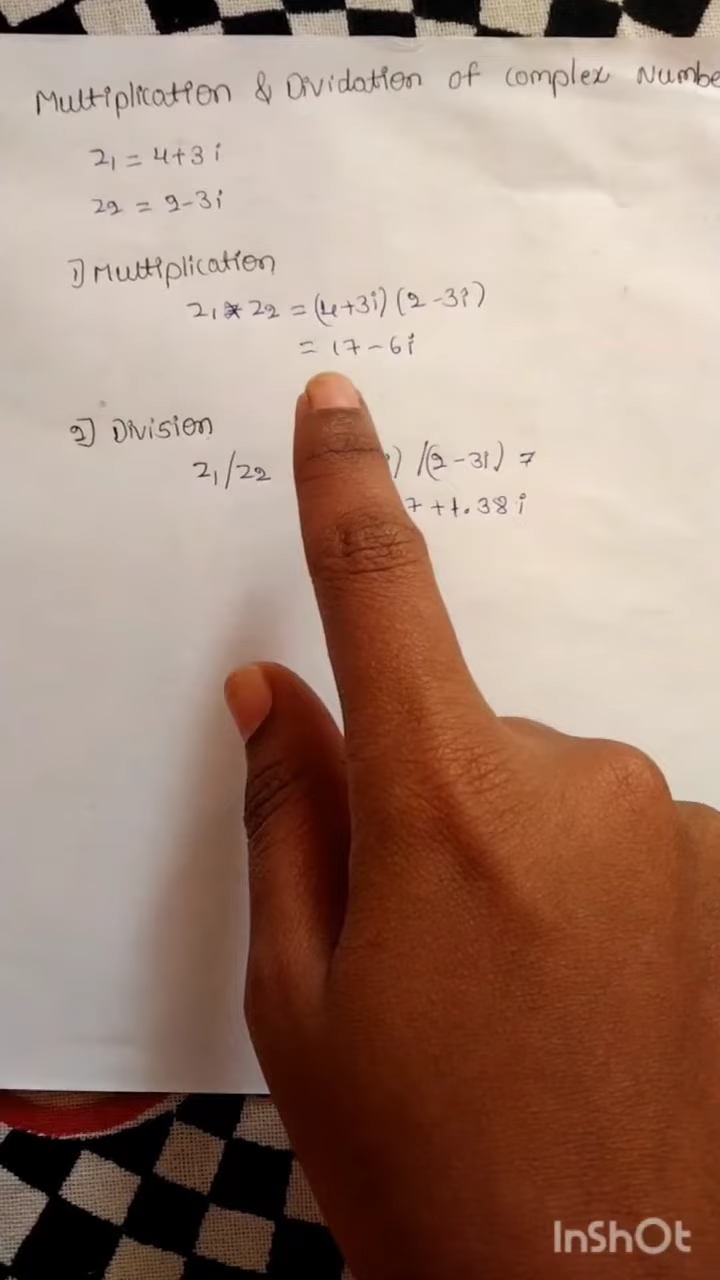 Multiplication & Dividation of complex Numbe
z1 = 4+3i
z2 = 2-3i
1) Multiplication
z1 * z2 = (4+3i) (2-3i)
= 17-6i
2) Division
z1/z2 ) /(2-3i) 7
7 +1.38i
InShOt